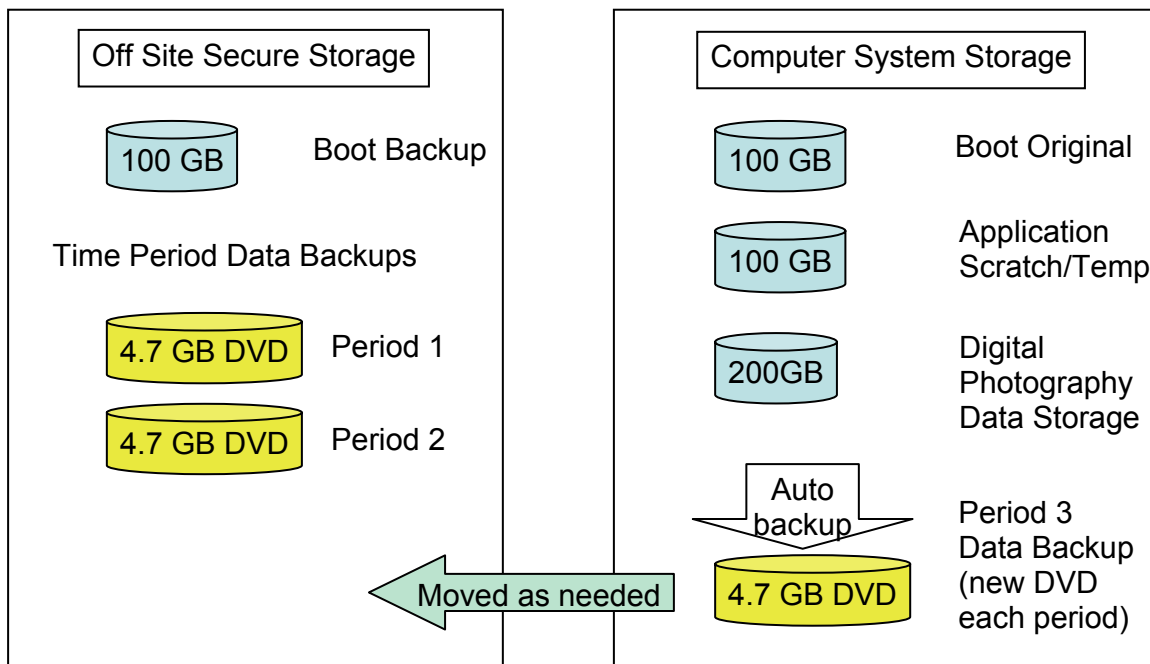 Off Site Secure Storage
100 GB
Boot Backup
Time Period Data Backups
4.7 GB DVD
Period 1
4.7 GB DVD
Period 2
Computer System Storage
100 GB
Boot Original
100 GB
Application
Scratch/Temp
200GB
Digital
Photography
Data Storage
Auto
backup
4.7 GB DVD
Period 3
Data Backup
(new DVD
each period)
Moved as needed